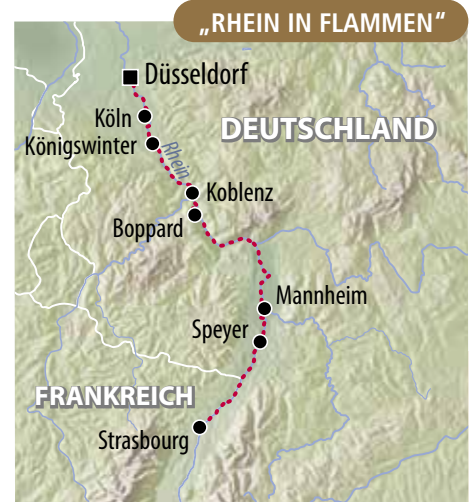 „RHEIN IN FLAMMEN“
Düsseldorf
Köln
DEUTSCHLAND
Königswinter
Rhein
Koblenz
Boppard
Mannheim
Speyer
FRANKREICH
Strasbourg